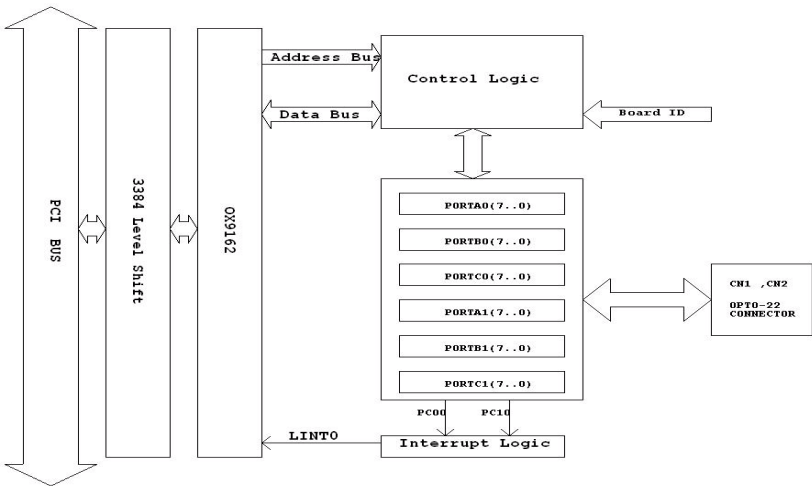 PCI BUS
3384 Level Shift
OX9162
Address Bus
Data Bus
Control Logic
Board ID
PORTA0(7..0)
PORTB0(7..0)
PORTC0(7..0)
PORTA1(7..0)
PORTB1(7..0)
PORTC1(7..0)
CN1 ,CN2
OPTO-22
CONNECTOR
PC00
PC10
LINT0
Interrupt Logic